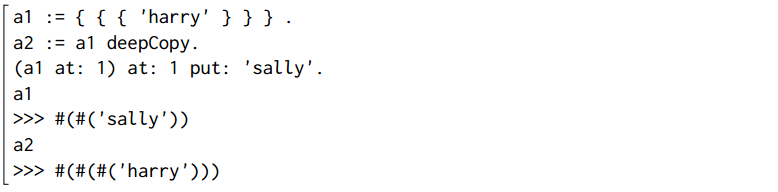 a1 := { { { 'harry' } } } .
a2 := a1 deepCopy.
(a1 at: 1) at: 1 put: 'sally'.
a1
>>> #(#('sally'))
a2
>>> #(#(#('harry')))